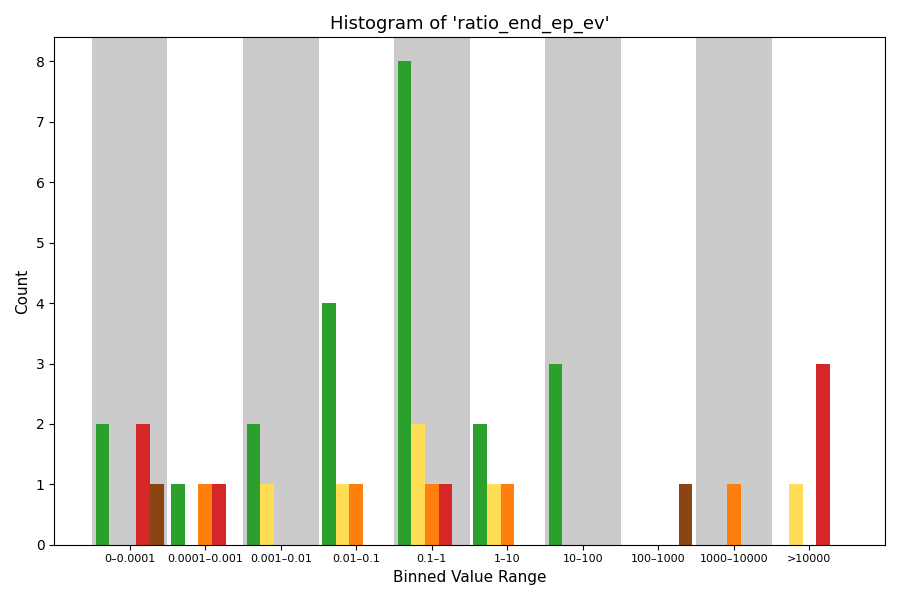 Histogram of 'ratio_end_ep_ev'
8
7
6
5
4
3
2
1
0
Count
0–0.0001 0.0001–0.001 0.001–0.01 0.01–0.1 0.1–1 1–10 10–100 100–1000 1000–10000 >10000
Binned Value Range